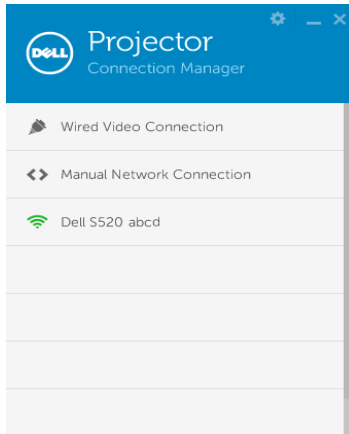 DELL
Projector
Connection Manager
Wired Video Connection
Manual Network Connection
Dell S520 abcd